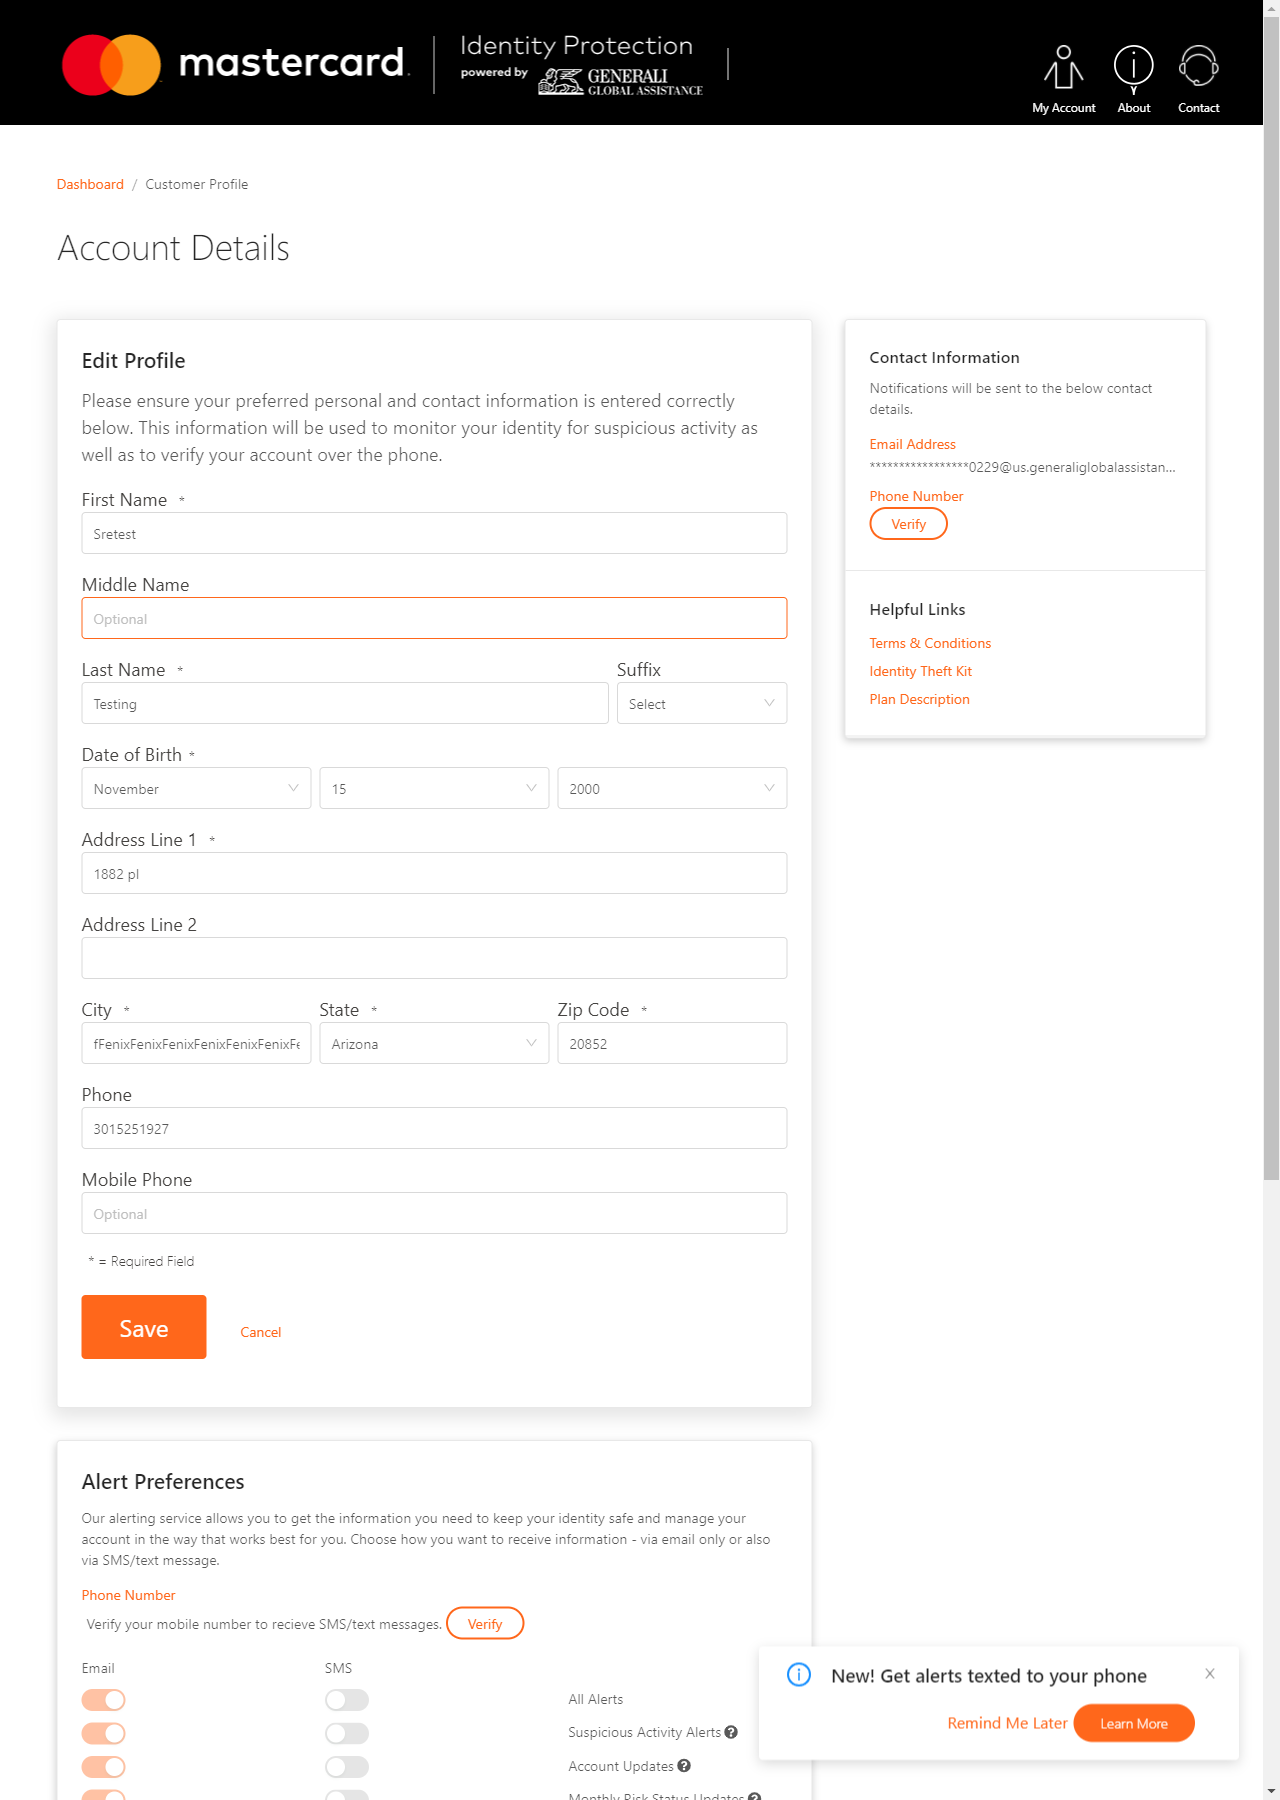 mastercard.
Identity Protection
powered by
GENERALI
GLOBAL ASSISTANCE
My Account
About
Contact
Dashboard / Customer Profile
Account Details
Edit Profile
Please ensure your preferred personal and contact information is entered correctly
below. This information will be used to monitor your identity for suspicious activity as
well as to verify your account over the phone.
First Name *
Sretest
Middle Name
Optional
Last Name *
Suffix
Testing
Select
Date of Birth *
November
15
2000
Address Line 1 *
1882 pl
Address Line 2
City *
State *
Zip Code *
fFenixFenixFenixFenixFenixFenixFe
Arizona
20852
Phone
3015251927
Mobile Phone
Optional
* = Required Field
Save
Cancel
Contact Information
Notifications will be sent to the below contact
details.
Email Address
*****************0229@us.generaliglobalassistan...
Phone Number
Verify
Helpful Links
Terms & Conditions
Identity Theft Kit
Plan Description
Alert Preferences
Our alerting service allows you to get the information you need to keep your identity safe and manage your
account in the way that works best for you. Choose how you want to receive information - via email only or also
via SMS/text message.
Phone Number
Verify your mobile number to recieve SMS/text messages.
Verify
Email
SMS
All Alerts
Suspicious Activity Alerts
Account Updates
Monthly Risk Status Updates
New! Get alerts texted to your phone
Remind Me Later
Learn More